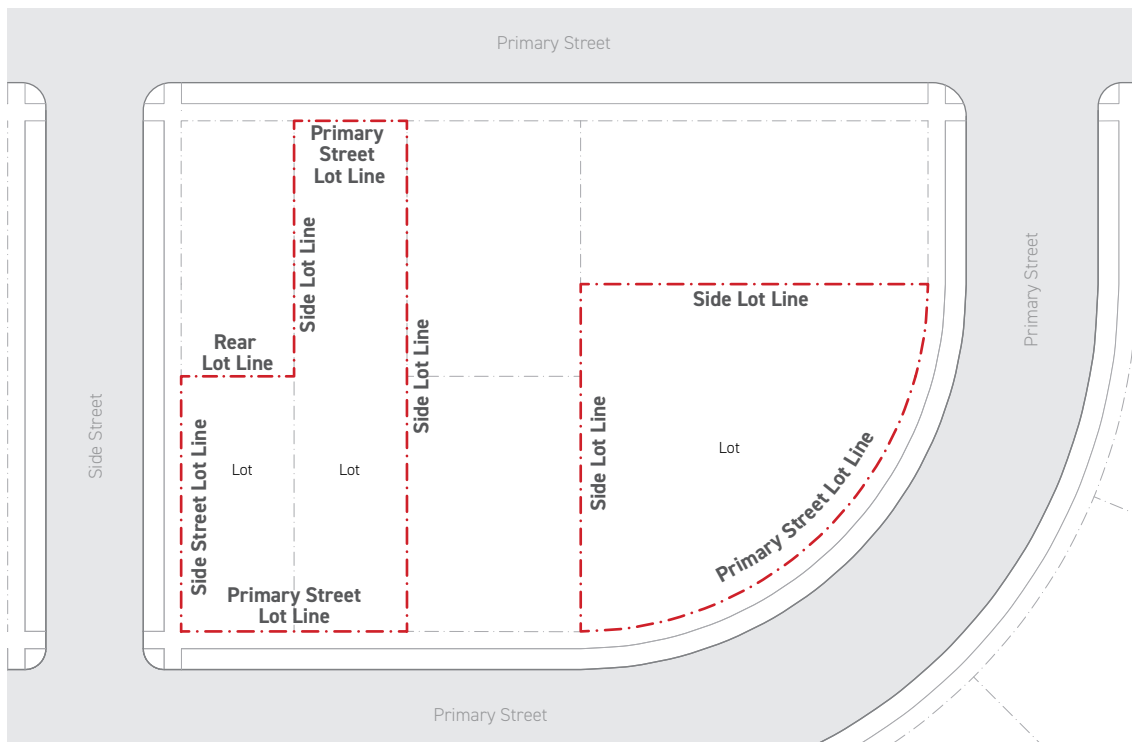 Primary Street
Primary
Street
Lot Line
Side Lot Line
Primary Street
Side Lot Line
Rear
Lot Line
Side Lot Line
Side Street
Side Street Lot Line
Lot
Lot
Side Lot Line
Lot
Primary Street Lot Line
Primary Street
Lot Line
Primary Street